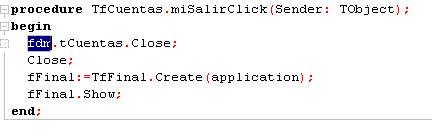 procedure TfCuentas.miSalirClick(Sender: TObject);
begin
fdm.tCuentas.Close;
Close;
fFinal:=TfFinal.Create(application);
fFinal.Show;
end;